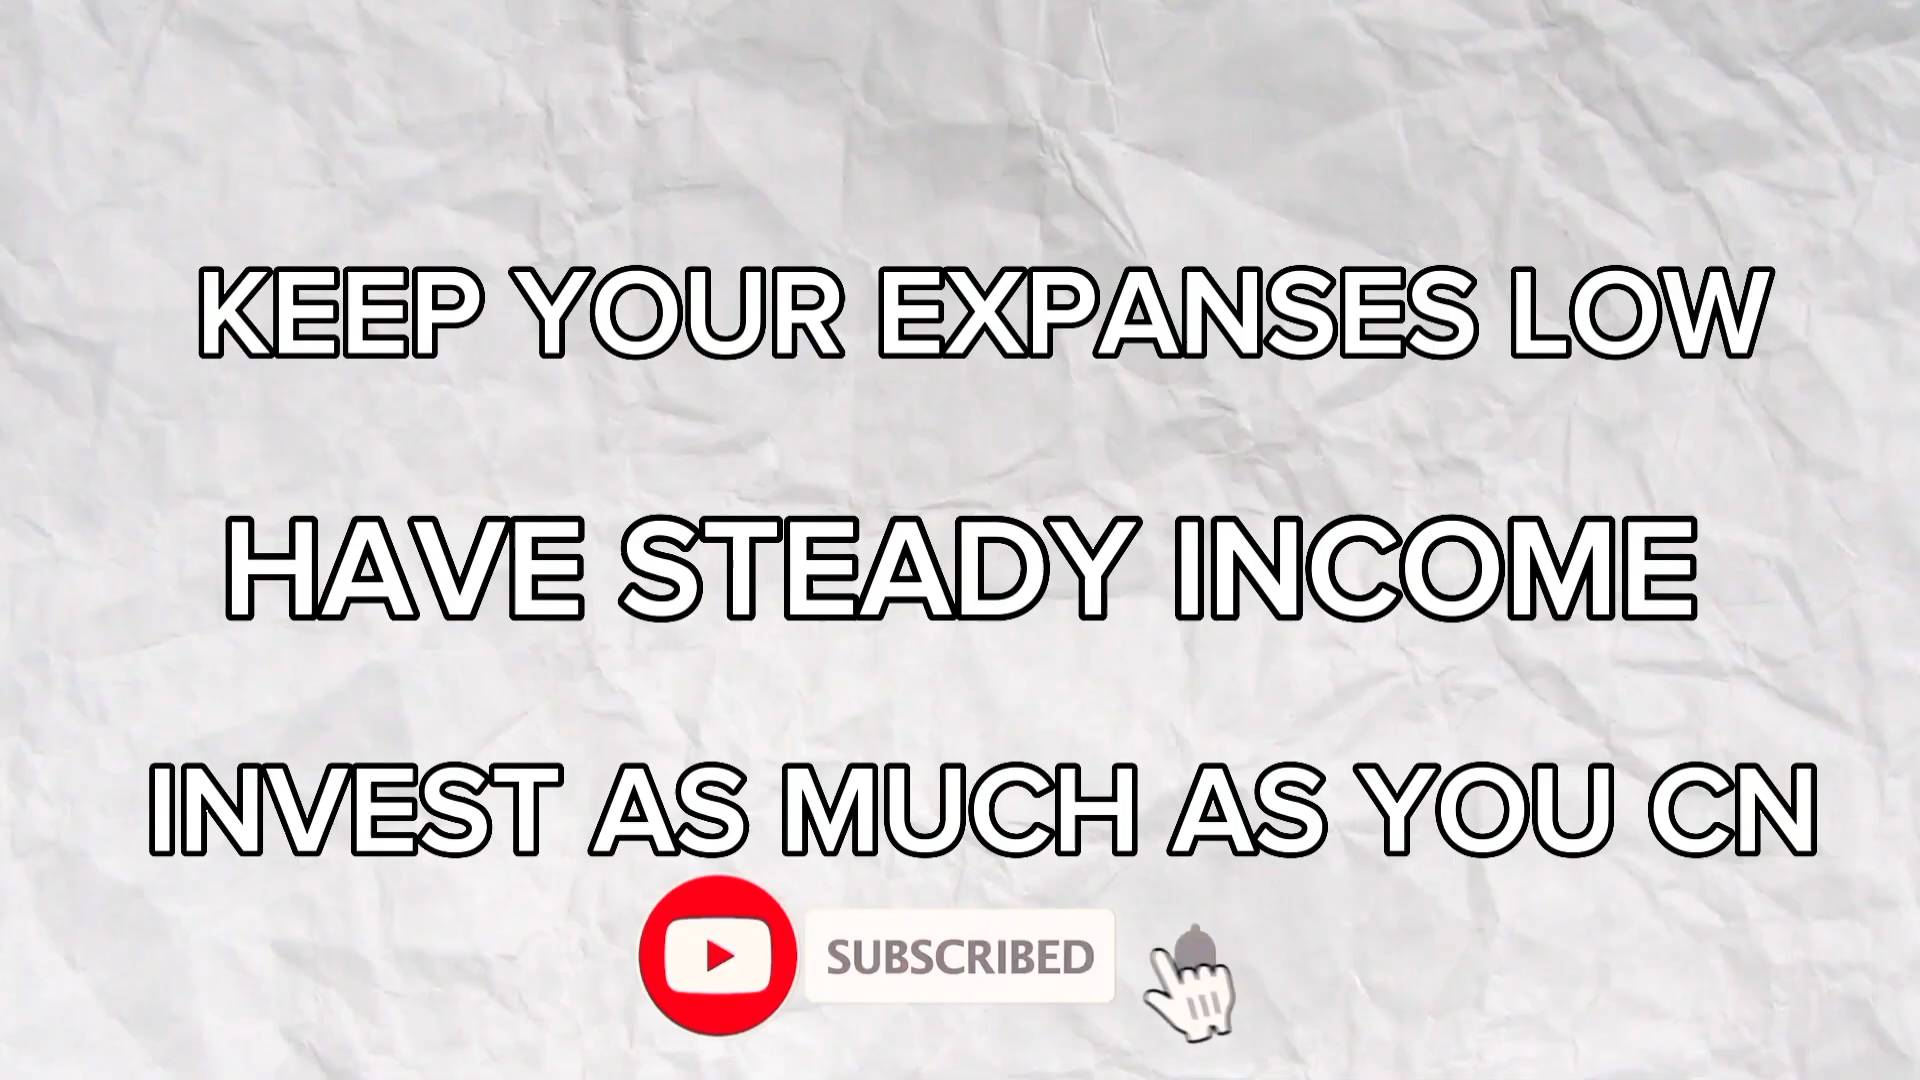 KEEP YOUR EXPANSES LOW
HAVE STEADY INCOME
INVEST AS MUCH AS YOU CN
SUBSCRIBED